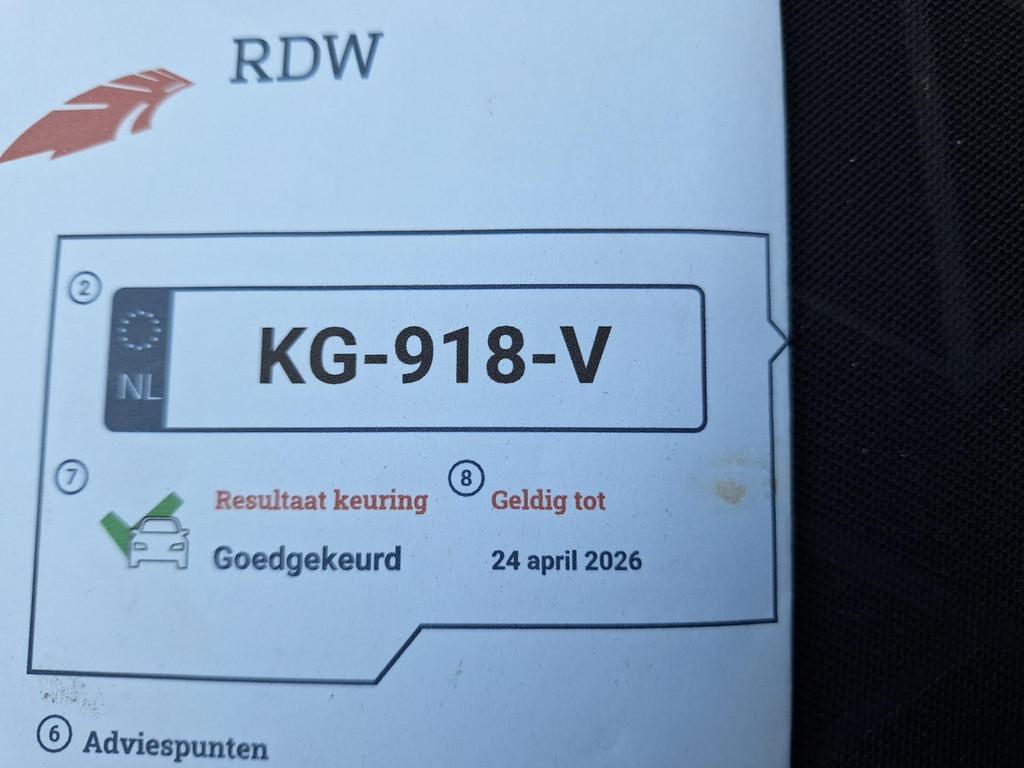 RDW
2
NL
KG-918-V
7
Resultaat keuring
8
Geldig tot
Goedgekeurd
24 april 2026
6 Adviespunten